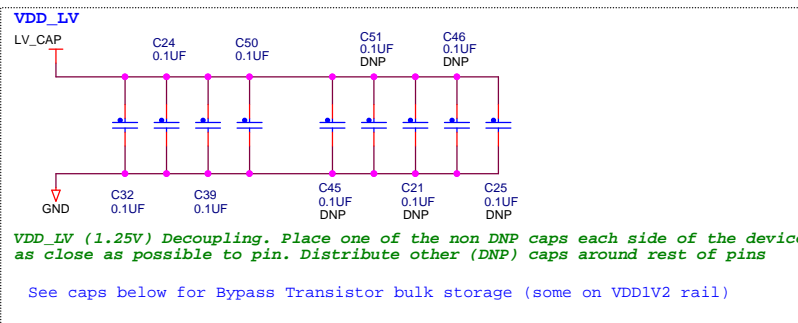 VDD_LV
LV_CAP
C24
0.1UF
C50
0.1UF
C51
0.1UF
DNP
C46
0.1UF
DNP
C32
0.1UF
C39
0.1UF
C45
0.1UF
DNP
C21
0.1UF
DNP
C25
0.1UF
DNP
GND
VDD_LV (1.25V) Decoupling. Place one of the non DNP caps each side of the device
as close as possible to pin. Distribute other (DNP) caps around rest of pins
See caps below for Bypass Transistor bulk storage (some on VDD1V2 rail)